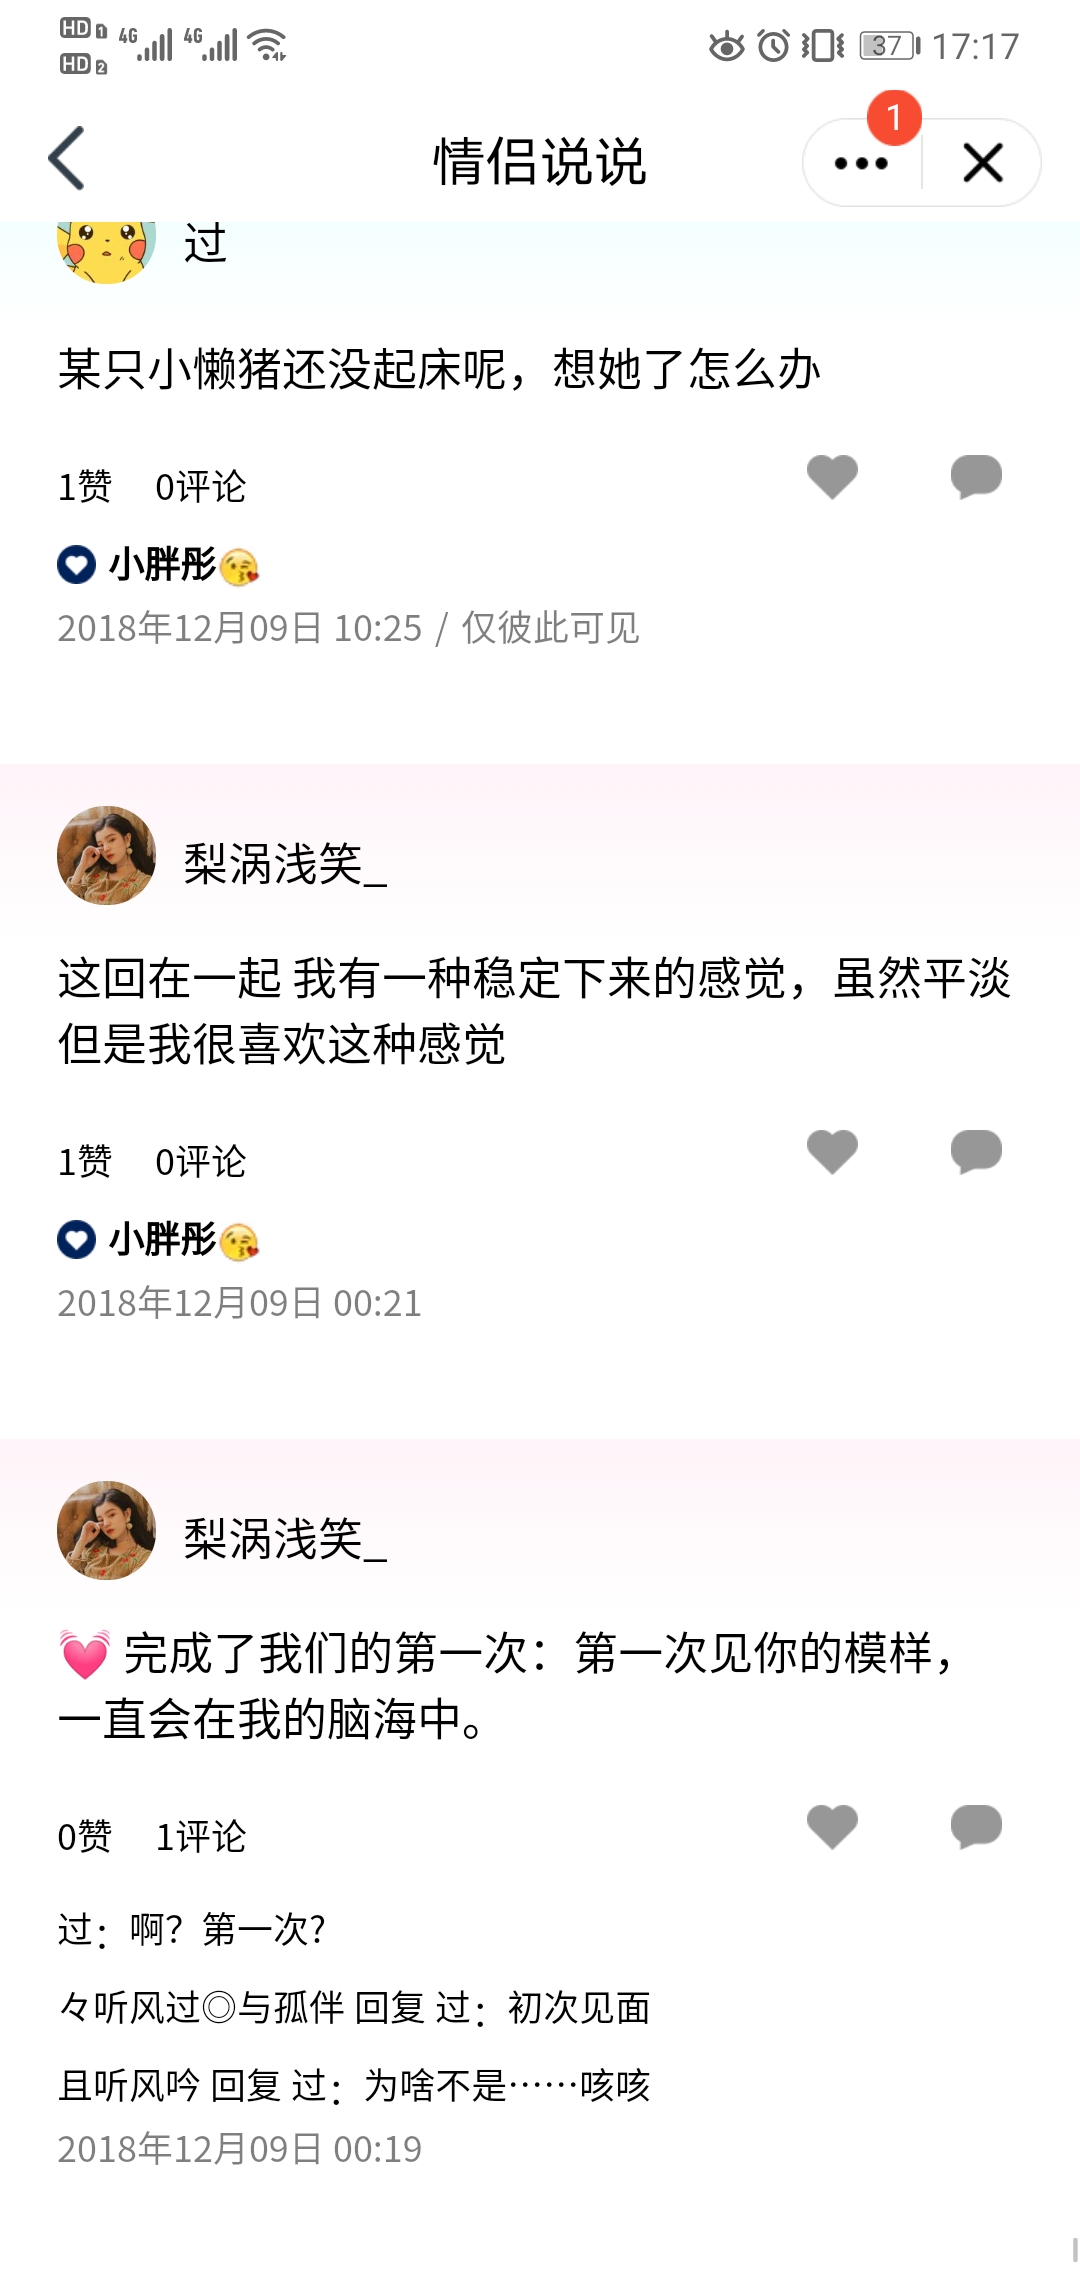 HD 1 4G 4G
HD 2
37 17:17
情侣说说
1
过
某只小懒猪还没起床呢，想她了怎么办
1赞 0评论
小胖彤😘
2018年12月09日 10:25 / 仅彼此可见
梨涡浅笑_
这回在一起 我有一种稳定下来的感觉，虽然平淡
但是我很喜欢这种感觉
1赞 0评论
小胖彤😘
2018年12月09日 00:21
梨涡浅笑_
💓 完成了我们的第一次：第一次见你的模样，
一直会在我的脑海中。
0赞 1评论
过：啊？第一次?
々听风过◎与孤伴 回复 过：初次见面
且听风吟 回复 过：为啥不是……咳咳
2018年12月09日 00:19